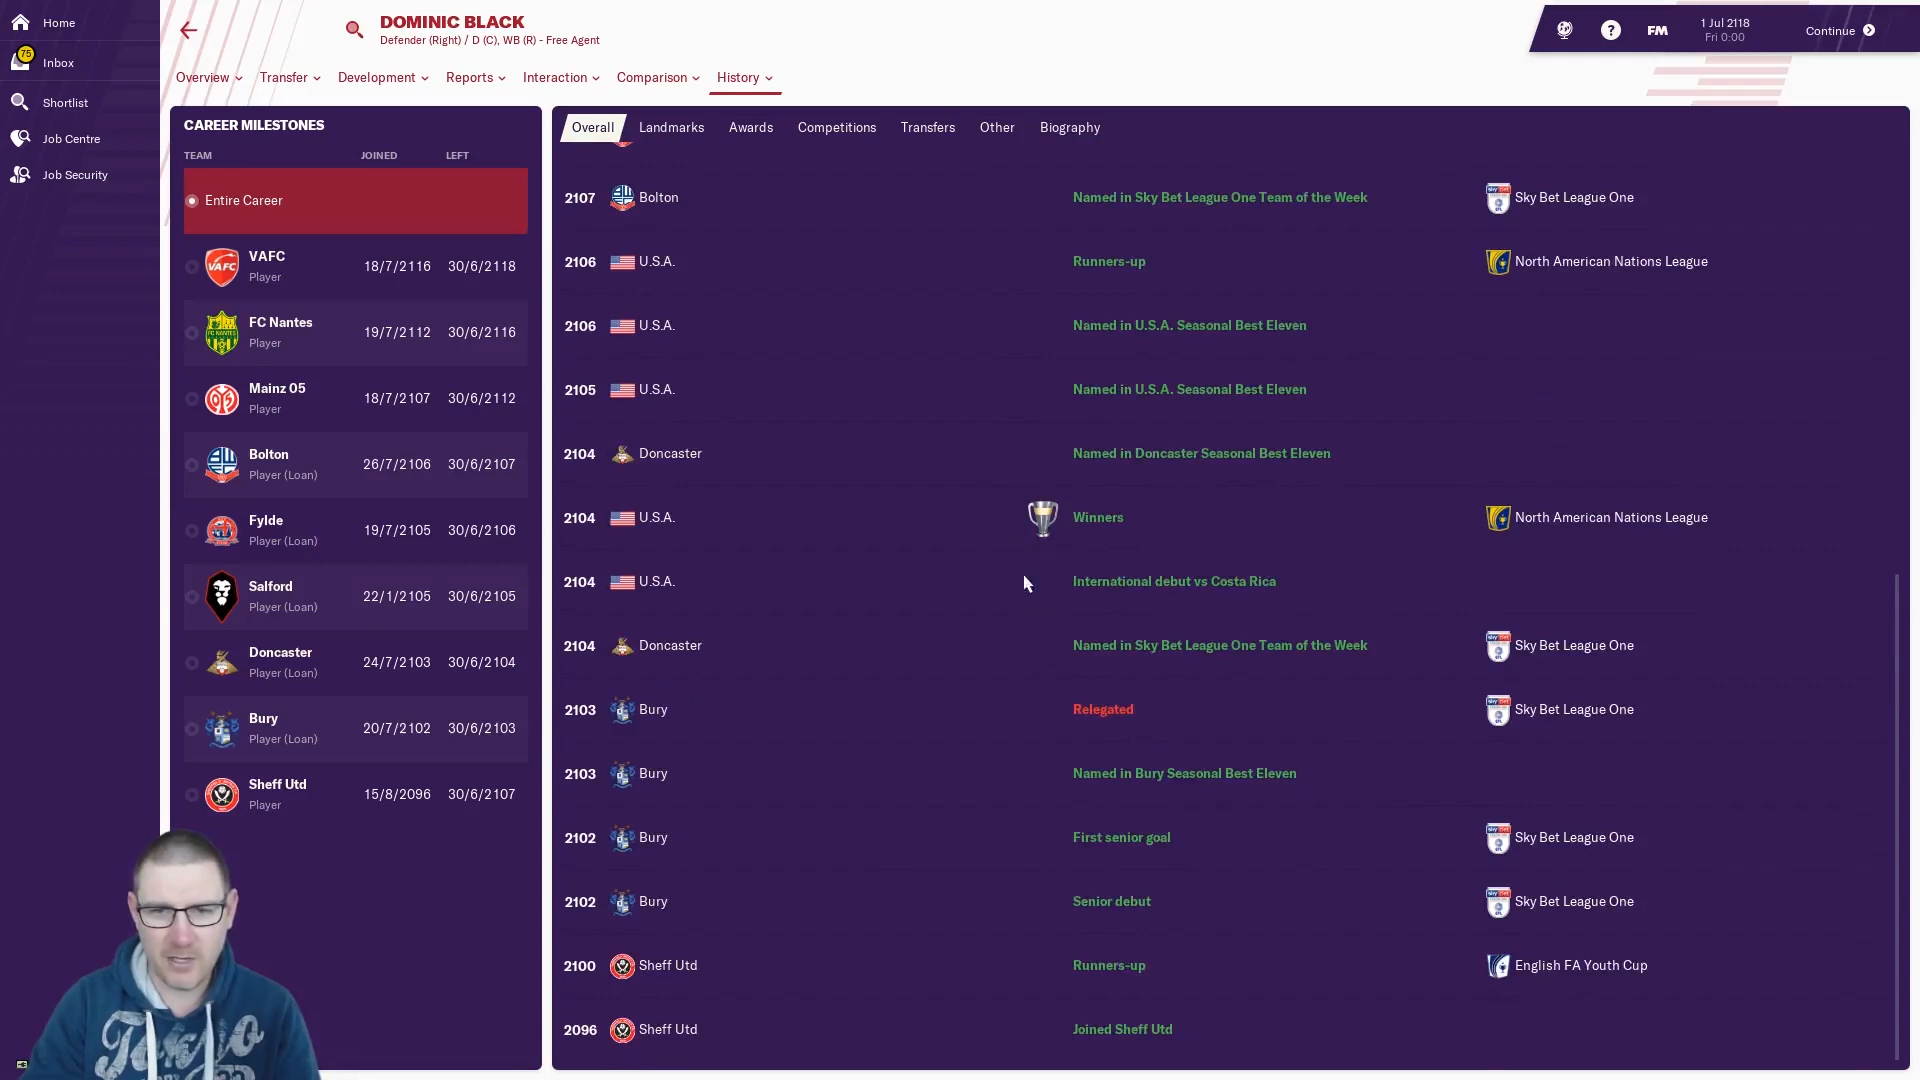 Home
75
Inbox
Shortlist
Job Centre
Job Security
DOMINIC BLACK
Defender (Right) / D (C), WB (R) - Free Agent
FM
1 Jul 2118
Fri 0:00
Continue
Overview
Transfer
Development
Reports
Interaction
Comparison
History
CAREER MILESTONES
TEAM JOINED LEFT
Entire Career
VAFC
Player
18/7/2116 30/6/2118
FC Nantes
Player
19/7/2112 30/6/2116
Mainz 05
Player
18/7/2107 30/6/2112
Bolton
Player (Loan)
26/7/2106 30/6/2107
Fylde
Player (Loan)
19/7/2105 30/6/2106
Salford
Player (Loan)
22/1/2105 30/6/2105
Doncaster
Player (Loan)
24/7/2103 30/6/2104
Bury
Player (Loan)
20/7/2102 30/6/2103
Sheff Utd
Player
15/8/2096 30/6/2107
Overall Landmarks Awards Competitions Transfers Other Biography
2107 Bolton Named in Sky Bet League One Team of the Week Sky Bet League One
2106 U.S.A. Runners-up North American Nations League
2106 U.S.A. Named in U.S.A. Seasonal Best Eleven
2105 U.S.A. Named in U.S.A. Seasonal Best Eleven
2104 Doncaster Named in Doncaster Seasonal Best Eleven
2104 U.S.A. Winners North American Nations League
2104 U.S.A. International debut vs Costa Rica
2104 Doncaster Named in Sky Bet League One Team of the Week Sky Bet League One
2103 Bury Relegated Sky Bet League One
2103 Bury Named in Bury Seasonal Best Eleven
2102 Bury First senior goal Sky Bet League One
2102 Bury Senior debut Sky Bet League One
2100 Sheff Utd Runners-up English FA Youth Cup
2096 Sheff Utd Joined Sheff Utd